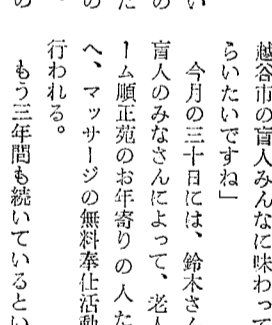 越谷市の盲人みんなに味わって
らいたいですね」
今月の三十日には、鈴木さん
盲人のみなさんによって、老人
ーム順正苑のお年寄りの人た
へ、マッサージの無料奉仕活動
行われる。
もう三年間も続いているとい